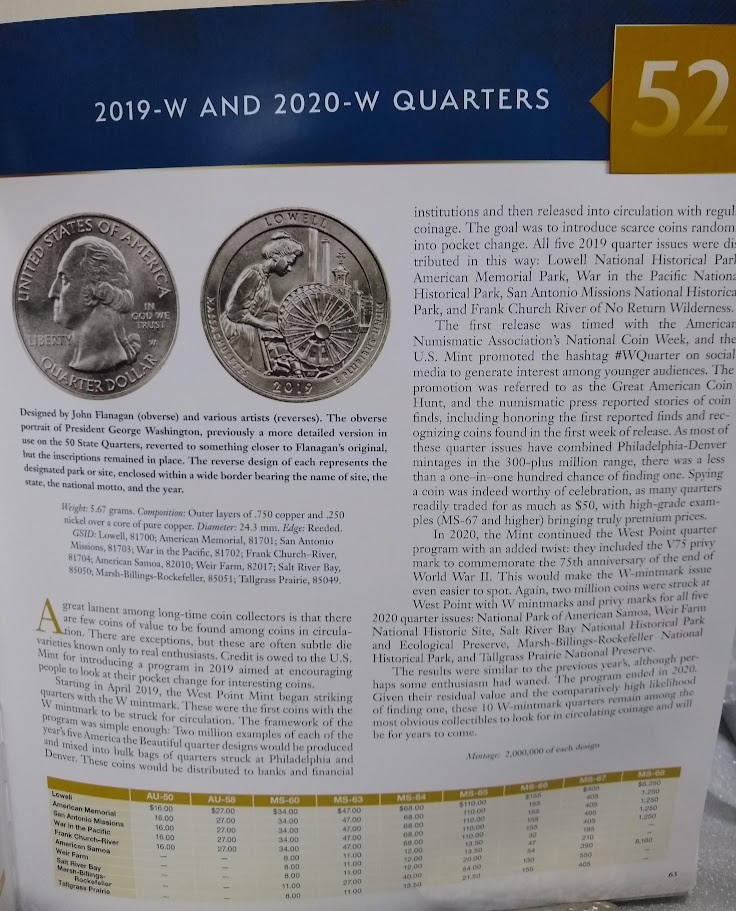 2019-W AND 2020-W QUARTERS
52
UNITED STATES OF AMERICA
LIBERTY
IN
GOD WE
TRUST
W
QUARTER DOLLAR
LOWELL
MASSACHUSETTS
E PLURIBUS UNUM
2019
Designed by John Flanagan (obverse) and various artists (reverses). The obverse
portrait of President George Washington, previously a more detailed version in
use on the 50 State Quarters, reverted to something closer to Flanagan's original,
but the inscriptions remained in place. The reverse design of each represents the
designated park or site, enclosed within a wide border bearing the name of site, the
state, the national motto, and the year.
Weight: 5.67 grams. Composition: Outer layers of .750 copper and .250
nickel over a core of pure copper. Diameter: 24.3 mm. Edge: Reeded.
GSID: Lowell, 81700; American Memorial, 81701; San Antonio
Missions, 81703; War in the Pacific, 81702; Frank Church–River,
81704; American Samoa, 82010; Weir Farm, 82017; Salt River Bay,
85050; Marsh-Billings-Rockefeller, 85051; Tallgrass Prairie, 85049.
A great lament among long-time coin collectors is that there
are few coins of value to be found among coins in circula-
tion. There are exceptions, but these are often subtle die
varieties known only to real enthusiasts. Credit is owed to the U.S.
Mint for introducing a program in 2019 aimed at encouraging
people to look at their pocket change for interesting coins.
Starting in April 2019, the West Point Mint began striking
quarters with the W mintmark. These were the first coins with the
W mintmark to be struck for circulation. The framework of the
program was simple enough: Two million examples of each of the
year's five America the Beautiful quarter designs would be produced
and mixed into bulk bags of quarters struck at Philadelphia and
Denver. These coins would be distributed to banks and financial
institutions and then released into circulation with regul
coinage. The goal was to introduce scarce coins random
into pocket change. All five 2019 quarter issues were dis
tributed in this way: Lowell National Historical Park
American Memorial Park, War in the Pacific Nationa
Historical Park, San Antonio Missions National Historica
Park, and Frank Church River of No Return Wilderness.
The first release was timed with the American
Numismatic Association's National Coin Week, and the
U.S. Mint promoted the hashtag #WQuarter on social
media to generate interest among younger audiences. The
promotion was referred to as the Great American Coin
Hunt, and the numismatic press reported stories of coin
finds, including honoring the first reported finds and rec-
ognizing coins found in the first week of release. As most of
these quarter issues have combined Philadelphia-Denver
mintages in the 300-plus million range, there was a less
than a one-in-one hundred chance of finding one. Spying
a coin was indeed worthy of celebration, as many quarters
readily traded for as much as $50, with high-grade exam-
ples (MS-67 and higher) bringing truly premium prices.
In 2020, the Mint continued the West Point quarter
program with an added twist: they included the V75 privy
mark to commemorate the 75th anniversary of the end of
World War II. This would make the W-mintmark issue
even easier to spot. Again, two million coins were struck at
West Point with W mintmarks and privy marks for all five
2020 quarter issues: National Park of American Samoa, Weir Farm
National Historic Site, Salt River Bay National Historical Park
and Ecological Preserve, Marsh-Billings-Rockefeller National
Historical Park, and Tallgrass Prairie National Preserve.
The results were similar to the previous year's, although per-
haps some enthusiasm had waned. The program ended in 2020.
Given their residual value and the comparatively high likelihood
of finding one, these 10 W-mintmark quarters remain among the
most obvious collectibles to look for in circulating coinage and will
be for years to come.
Mintage: 2,000,000 of each design
AU-50 AU-58 MS-60 MS-63 MS-64 MS-65 MS-66 MS-67 MS-68
Lowell $16.00 $27.00 $34.00 $47.00 $68.00 $110.00 $155 $405 $6,250
American Memorial 16.00 27.00 34.00 47.00 68.00 110.00 155 405 1,250
San Antonio Missions 16.00 27.00 34.00 47.00 68.00 110.00 155 405 1,250
War in the Pacific 16.00 27.00 34.00 47.00 68.00 110.00 155 405 1,250
Frank Church–River 16.00 27.00 34.00 47.00 68.00 110.00 155 405 1,250
American Samoa — — 8.00 11.00
Weir Farm — — 8.00 11.00
Salt River Bay — — 8.00 11.00
Marsh-Billings-
Rockefeller — — 11.00 27.00 40.00
Tallgrass Prairie — — 8.00 11.00 13.50
63